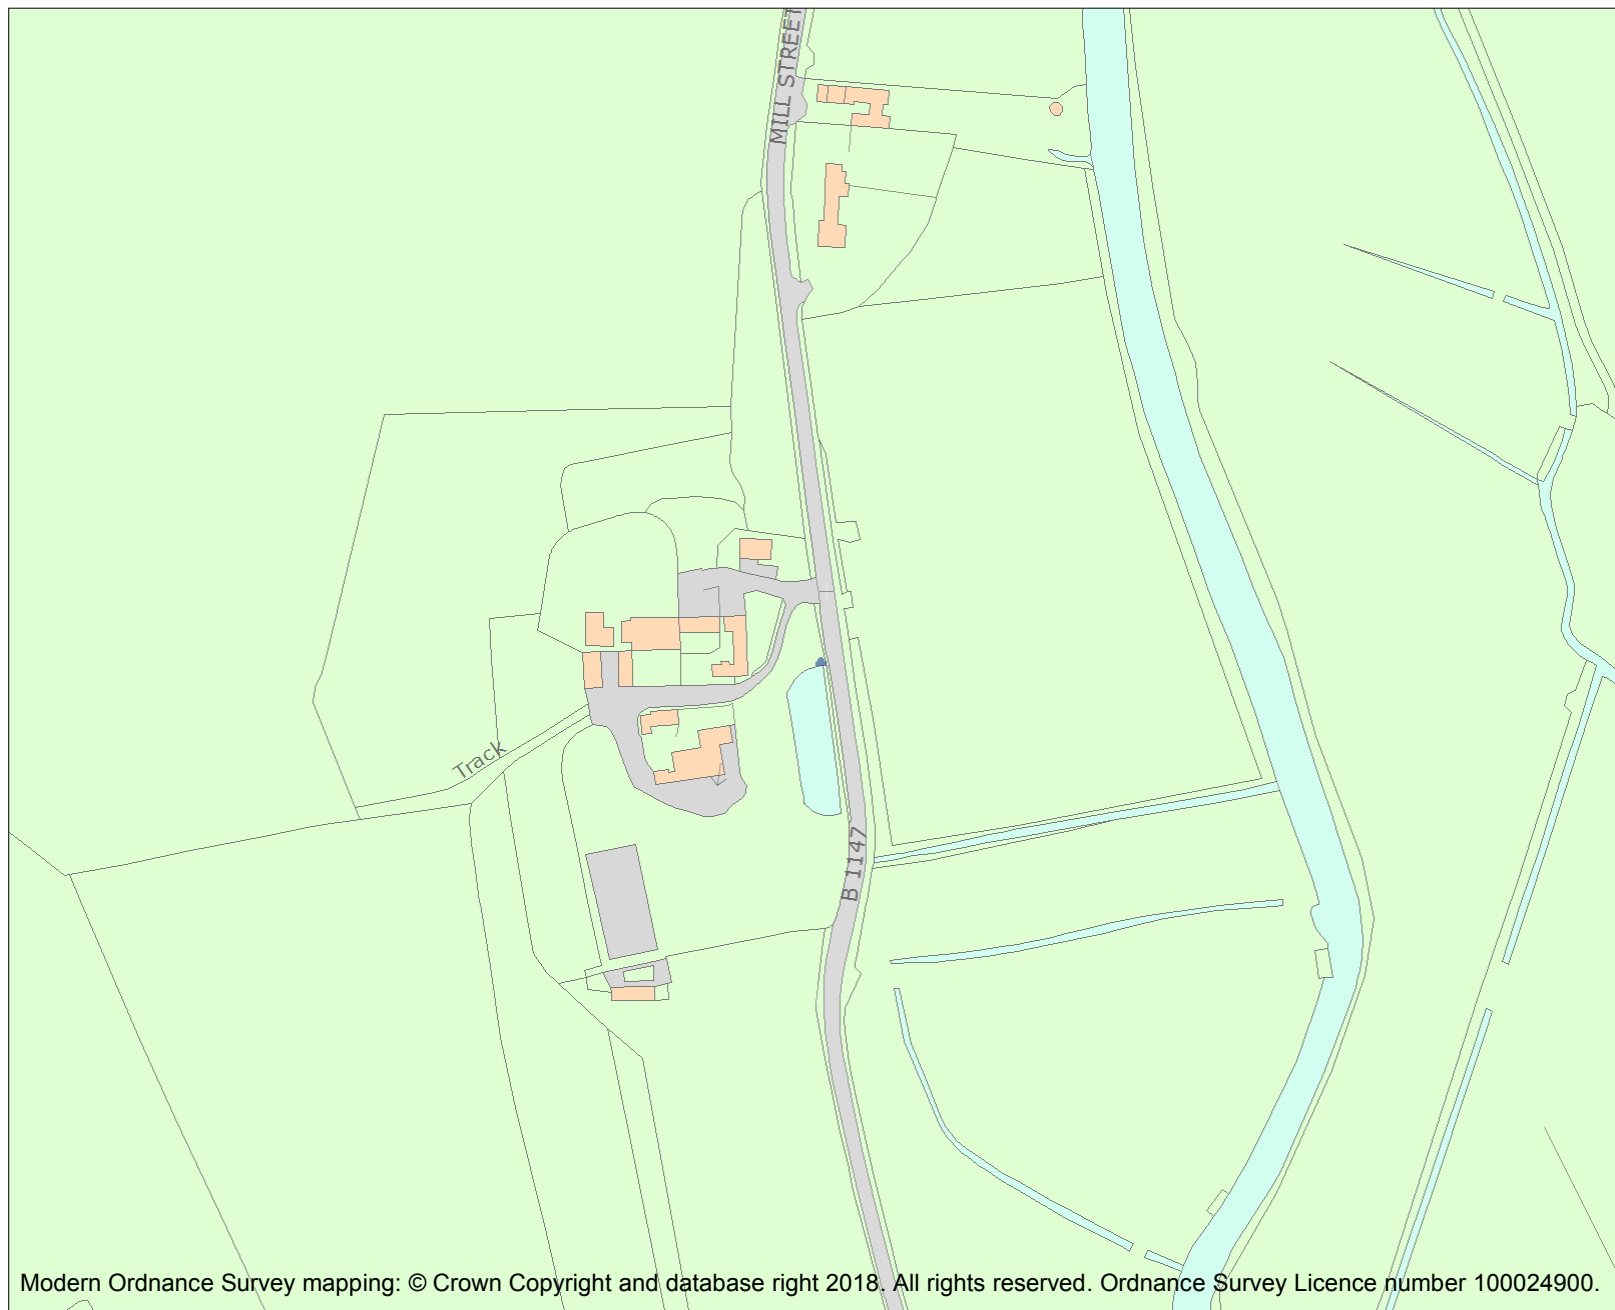 MILL STREET
Track
B 1147
Modern Ordnance Survey mapping: © Crown Copyright and database right 2018. All rights reserved. Ordnance Survey Licence number 100024900.